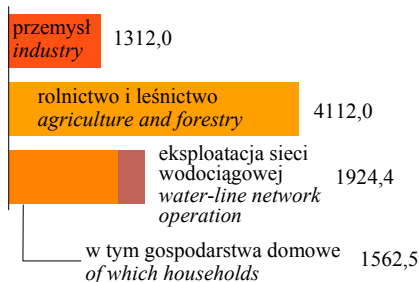 przemysł
industry
1312,0
rolnictwo i leśnictwo
agriculture and forestry
4112,0
eksploatacja sieci
wodociągowej
water-line network
operation
1924,4
w tym gospodarstwa domowe
of which households
1562,5